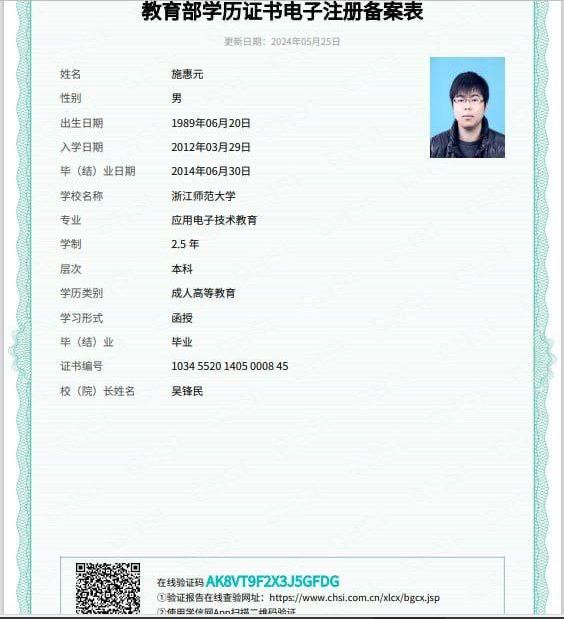 教育部学历证书电子注册备案表
更新日期：2024年05月25日
姓名 施惠元
性别 男
出生日期 1989年06月20日
入学日期 2012年03月29日
毕（结）业日期 2014年06月30日
学校名称 浙江师范大学
专业 应用电子技术教育
学制 2.5 年
层次 本科
学历类别 成人高等教育
学习形式 函授
毕（结）业 毕业
证书编号 1034 5520 1405 0008 45
校（院）长姓名 吴锋民
在线验证码 AK8VT9F2X3J5GFDG
①验证报告在线查验网址：https://www.chsi.com.cn/xlcx/bgcx.jsp
②使用学信网App扫描二维码验证